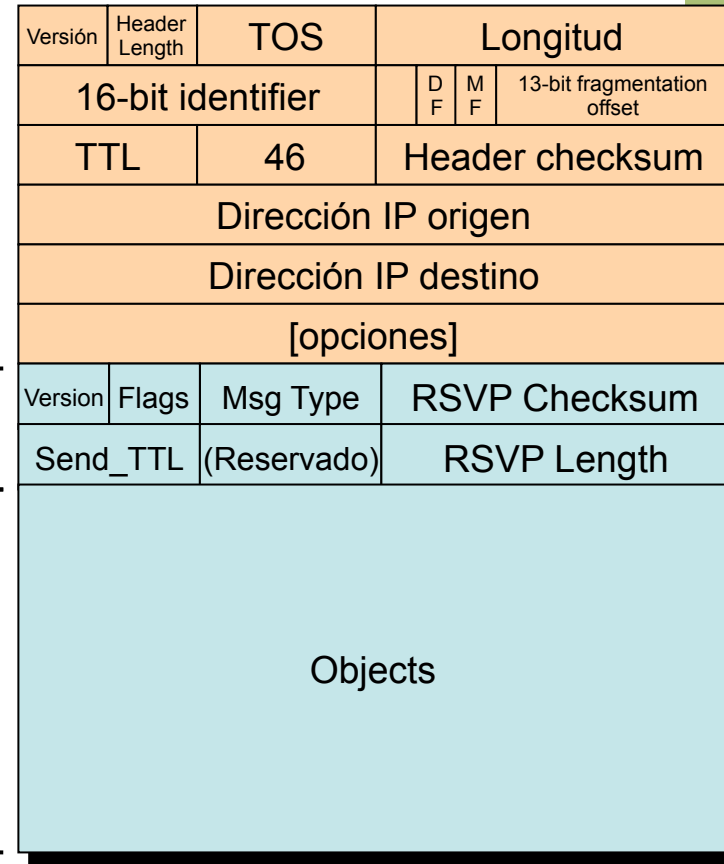 Versión Header Length TOS Longitud
16-bit identifier D F M F 13-bit fragmentation offset
TTL 46 Header checksum
Dirección IP origen
Dirección IP destino
[opciones]
Version Flags Msg Type RSVP Checksum
Send_TTL (Reservado) RSVP Length
Objects